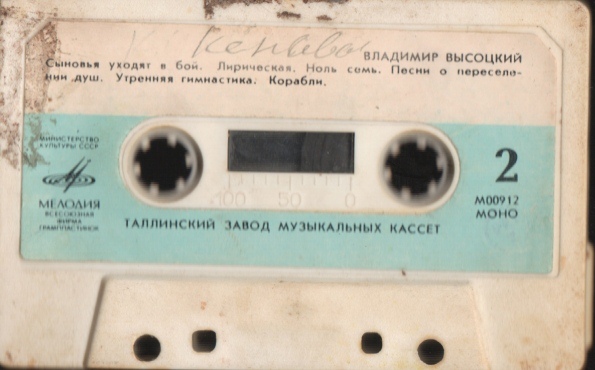 ВЛАДИМИР ВЫСОЦКИЙ
Сыновья уходят в бой. Лирическая. Ноль семь. Песни о переселе-
нии душ. Утренняя гимнастика. Корабли.
МИНИСТЕРСТВО
КУЛЬТУРЫ СССР
МЕЛОДИЯ
ВСЕСОЮЗНАЯ
ФИРМА
ГРАМПЛАСТИНОК
2
М00912
МОНО
100 50 0
ТАЛЛИНСКИЙ ЗАВОД МУЗЫКАЛЬНЫХ КАССЕТ